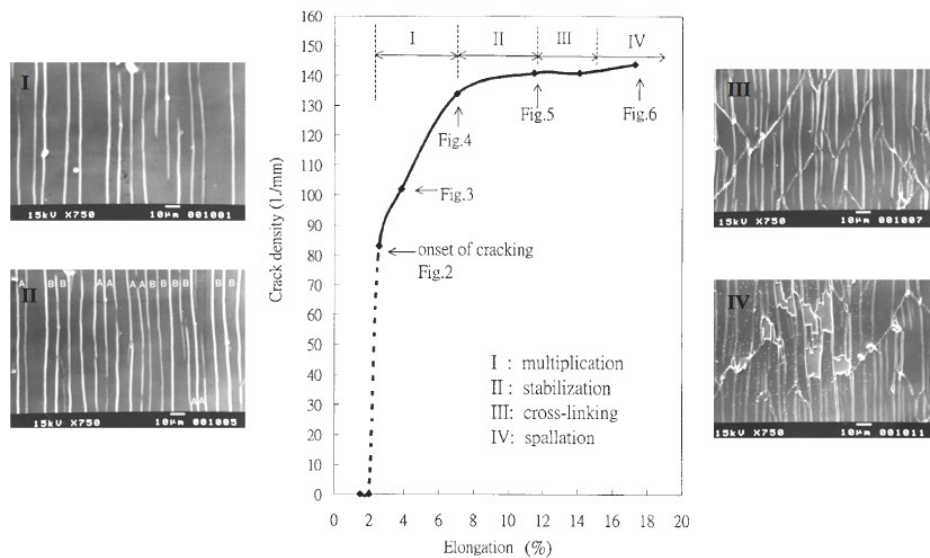 I
15kV X750 10µm 001001
II
A B B A A A A B B B B B B
A A
15kV X750 10µm 001005
Crack density (1/mm)
160
150
140
130
120
110
100
90
80
70
60
50
40
30
20
10
0
I II III IV
Fig.4
Fig.5
Fig.6
Fig.3
onset of cracking
Fig.2
I : multiplication
II : stabilization
III: cross-linking
IV: spallation
0 2 4 6 8 10 12 14 16 18 20
Elongation (%)
III
15kV X750 10µm 001007
IV
15kV X750 10µm 001011